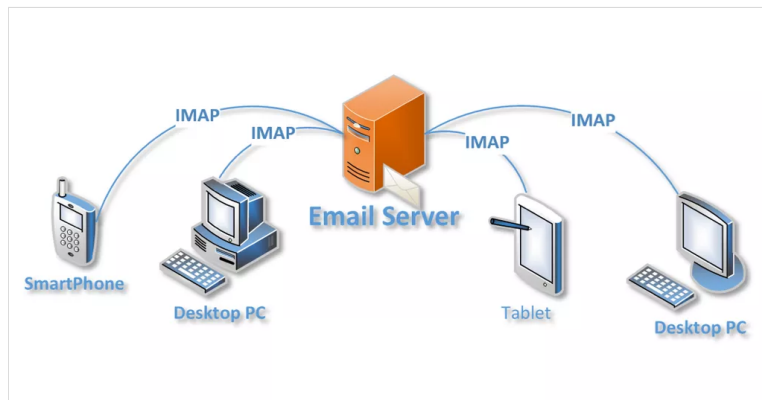 IMAP
IMAP
IMAP
IMAP
Email Server
SmartPhone
Desktop PC
Tablet
Desktop PC